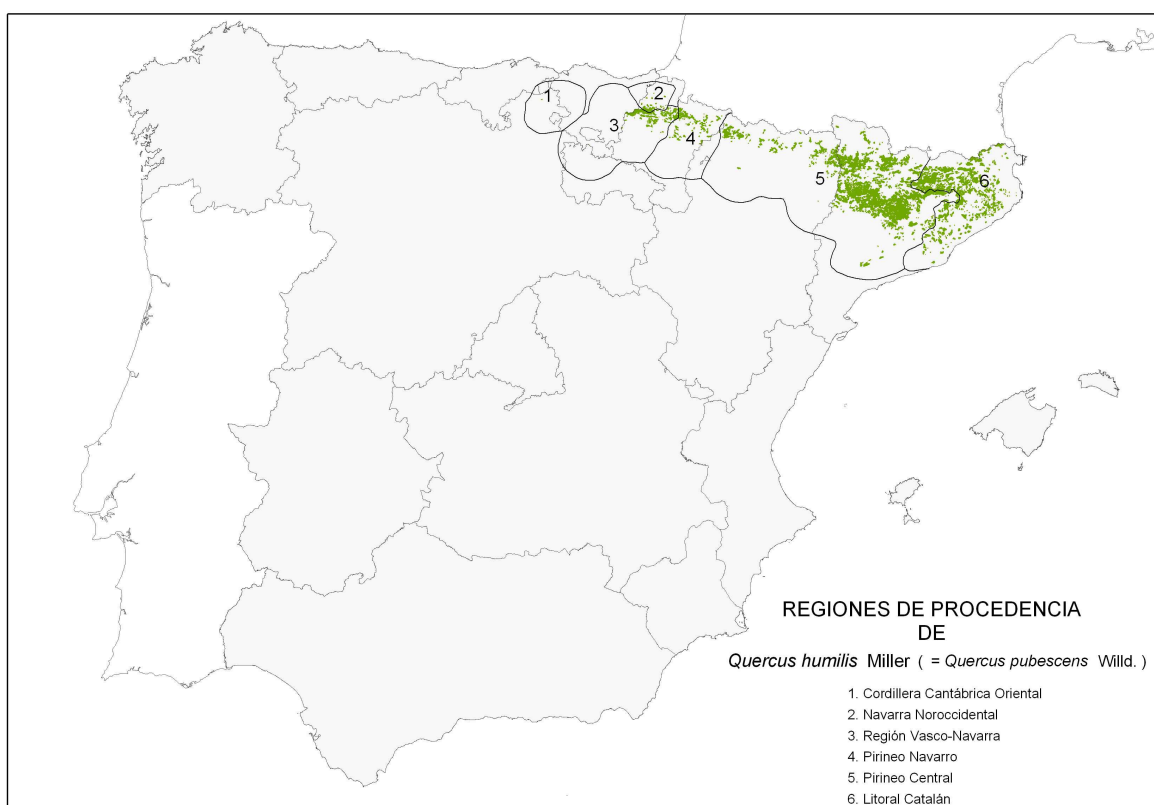 1
2
3
4
5
6
REGIONES DE PROCEDENCIA
DE
Quercus humilis Miller ( = Quercus pubescens Willd. )
1. Cordillera Cantábrica Oriental
2. Navarra Noroccidental
3. Región Vasco-Navarra
4. Pirineo Navarro
5. Pirineo Central
6. Litoral Catalán